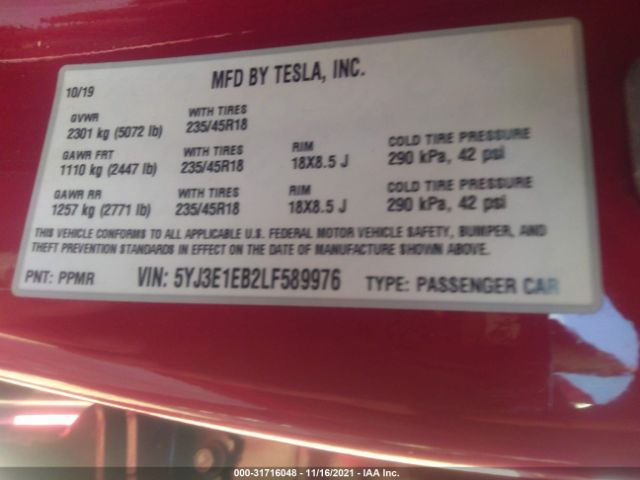 10/19 MFD BY TESLA, INC.
GVWR WITH TIRES
2301 kg (5072 lb) 235/45R18
GAWR FRT WITH TIRES RIM COLD TIRE PRESSURE
1110 kg (2447 lb) 235/45R18 18X8.5 J 290 kPa, 42 psi
GAWR RR WITH TIRES RIM COLD TIRE PRESSURE
1257 kg (2771 lb) 235/45R18 18X8.5 J 290 kPa, 42 psi
THIS VEHICLE CONFORMS TO ALL APPLICABLE U.S. FEDERAL MOTOR VEHICLE SAFETY, BUMPER, AND
THEFT PREVENTION STANDARDS IN EFFECT ON THE DATE OF MANUFACTURE SHOWN ABOVE.
PNT: PPMR VIN: 5YJ3E1EB2LF589976 TYPE: PASSENGER CAR
000-31716048 - 11/16/2021 - IAA Inc.